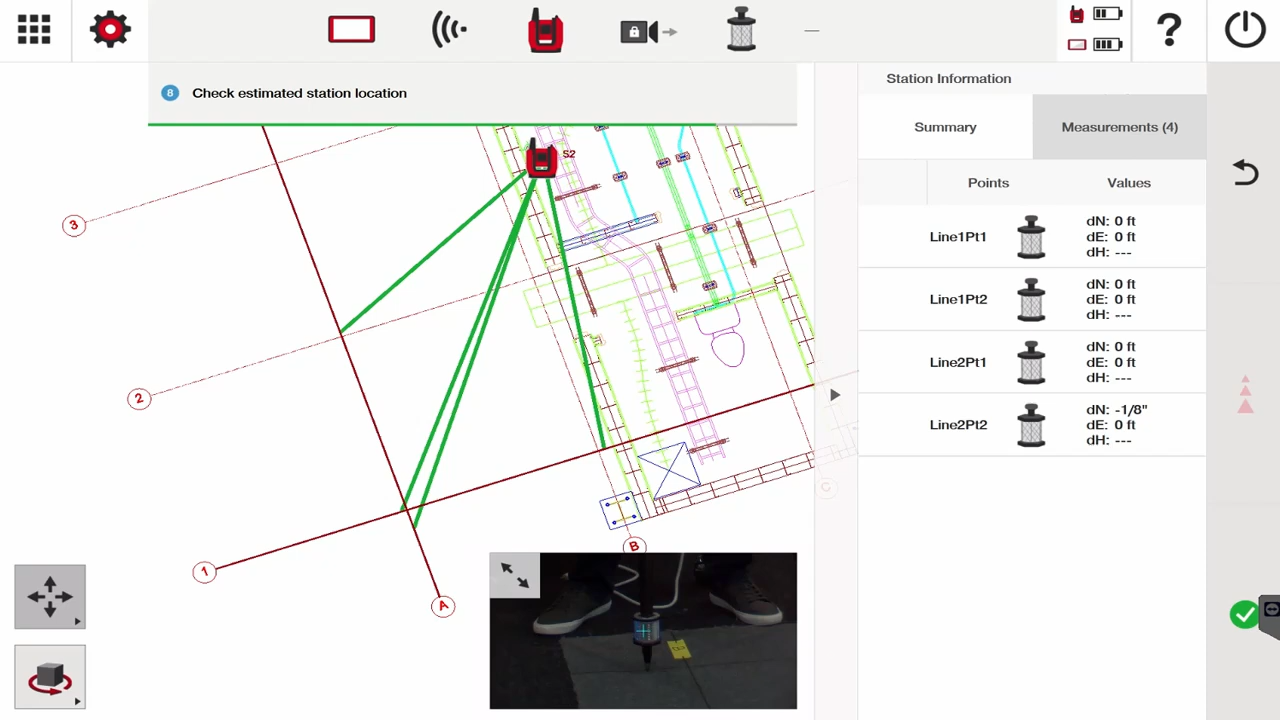 ?
8 Check estimated station location
Station Information
Summary
Measurements (4)
Points
Values
Line1Pt1
dN: 0 ft
dE: 0 ft
dH: ---
Line1Pt2
dN: 0 ft
dE: 0 ft
dH: ---
Line2Pt1
dN: 0 ft
dE: 0 ft
dH: ---
Line2Pt2
dN: -1/8"
dE: 0 ft
dH: ---
S2
3
2
1
A
B
C